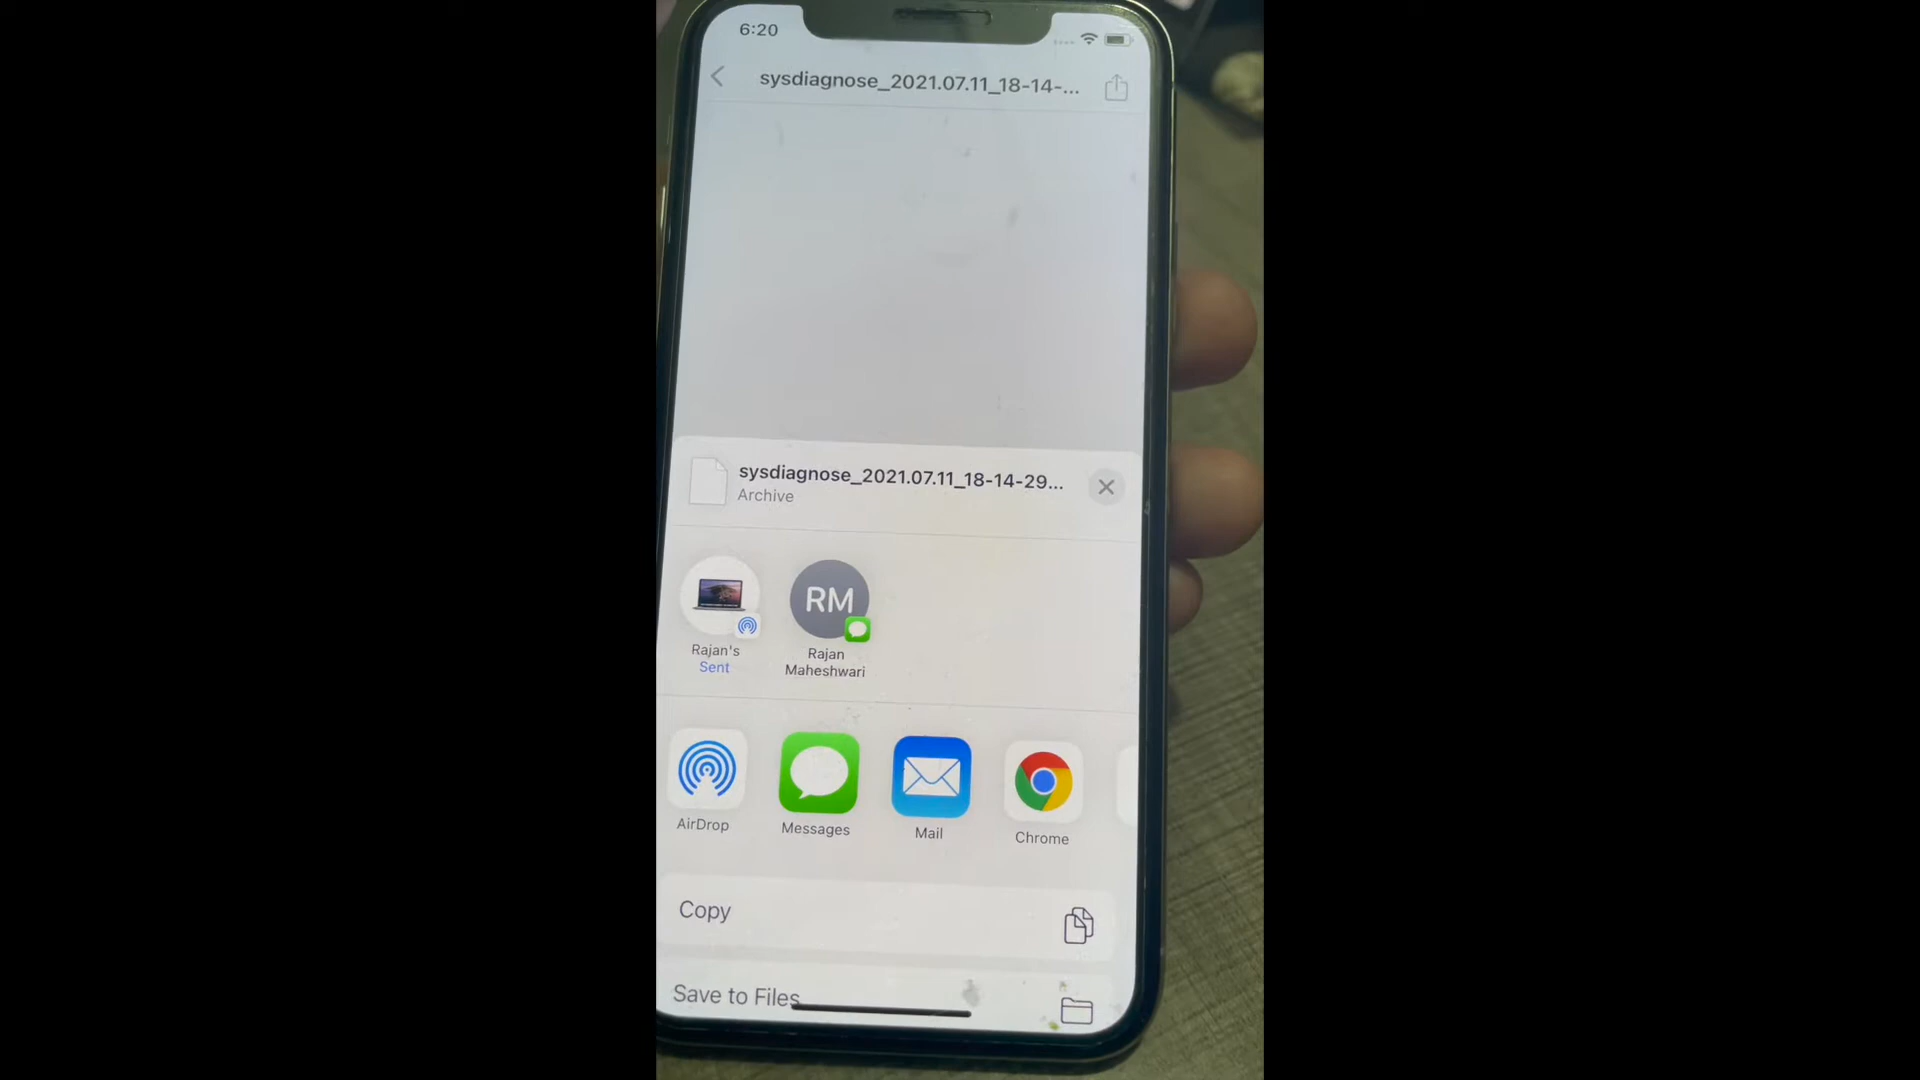 6:20
sysdiagnose_2021.07.11_18-14-...
sysdiagnose_2021.07.11_18-14-29...
Archive
RM
Rajan's
Sent
Rajan
Maheshwari
AirDrop
Messages
Mail
Chrome
Copy
Save to Files